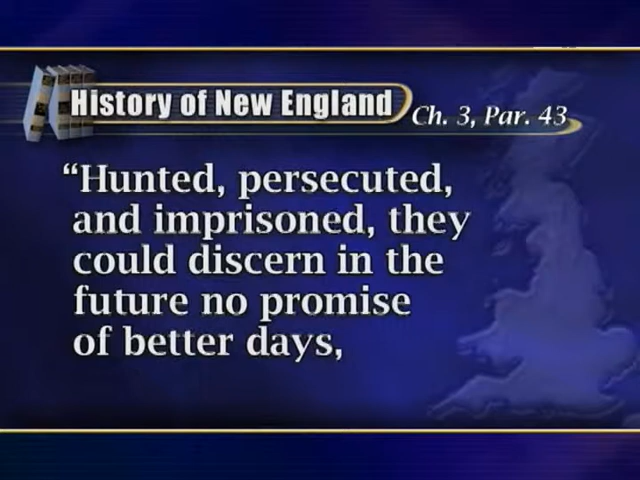 History of New England Ch. 3, Par. 43
“Hunted, persecuted,
and imprisoned, they
could discern in the
future no promise
of better days,